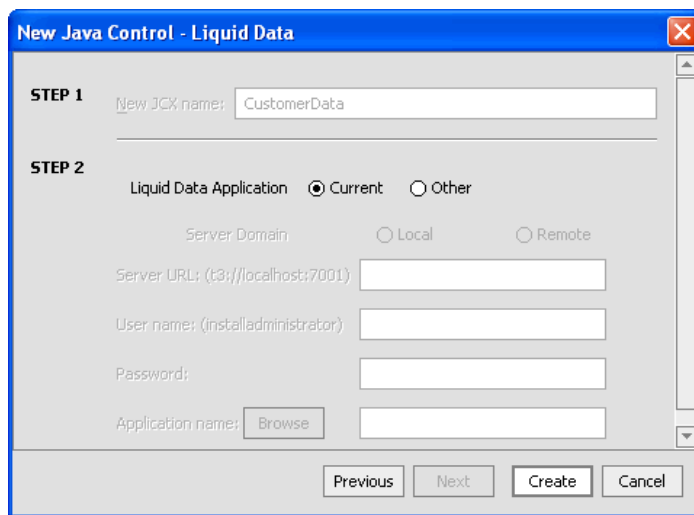 New Java Control - Liquid Data
STEP 1
New JCX name: CustomerData
STEP 2
Liquid Data Application Current Other
Server Domain Local Remote
Server URL: (t3://localhost:7001)
User name: (installadministrator)
Password:
Application name: Browse
Previous Next Create Cancel